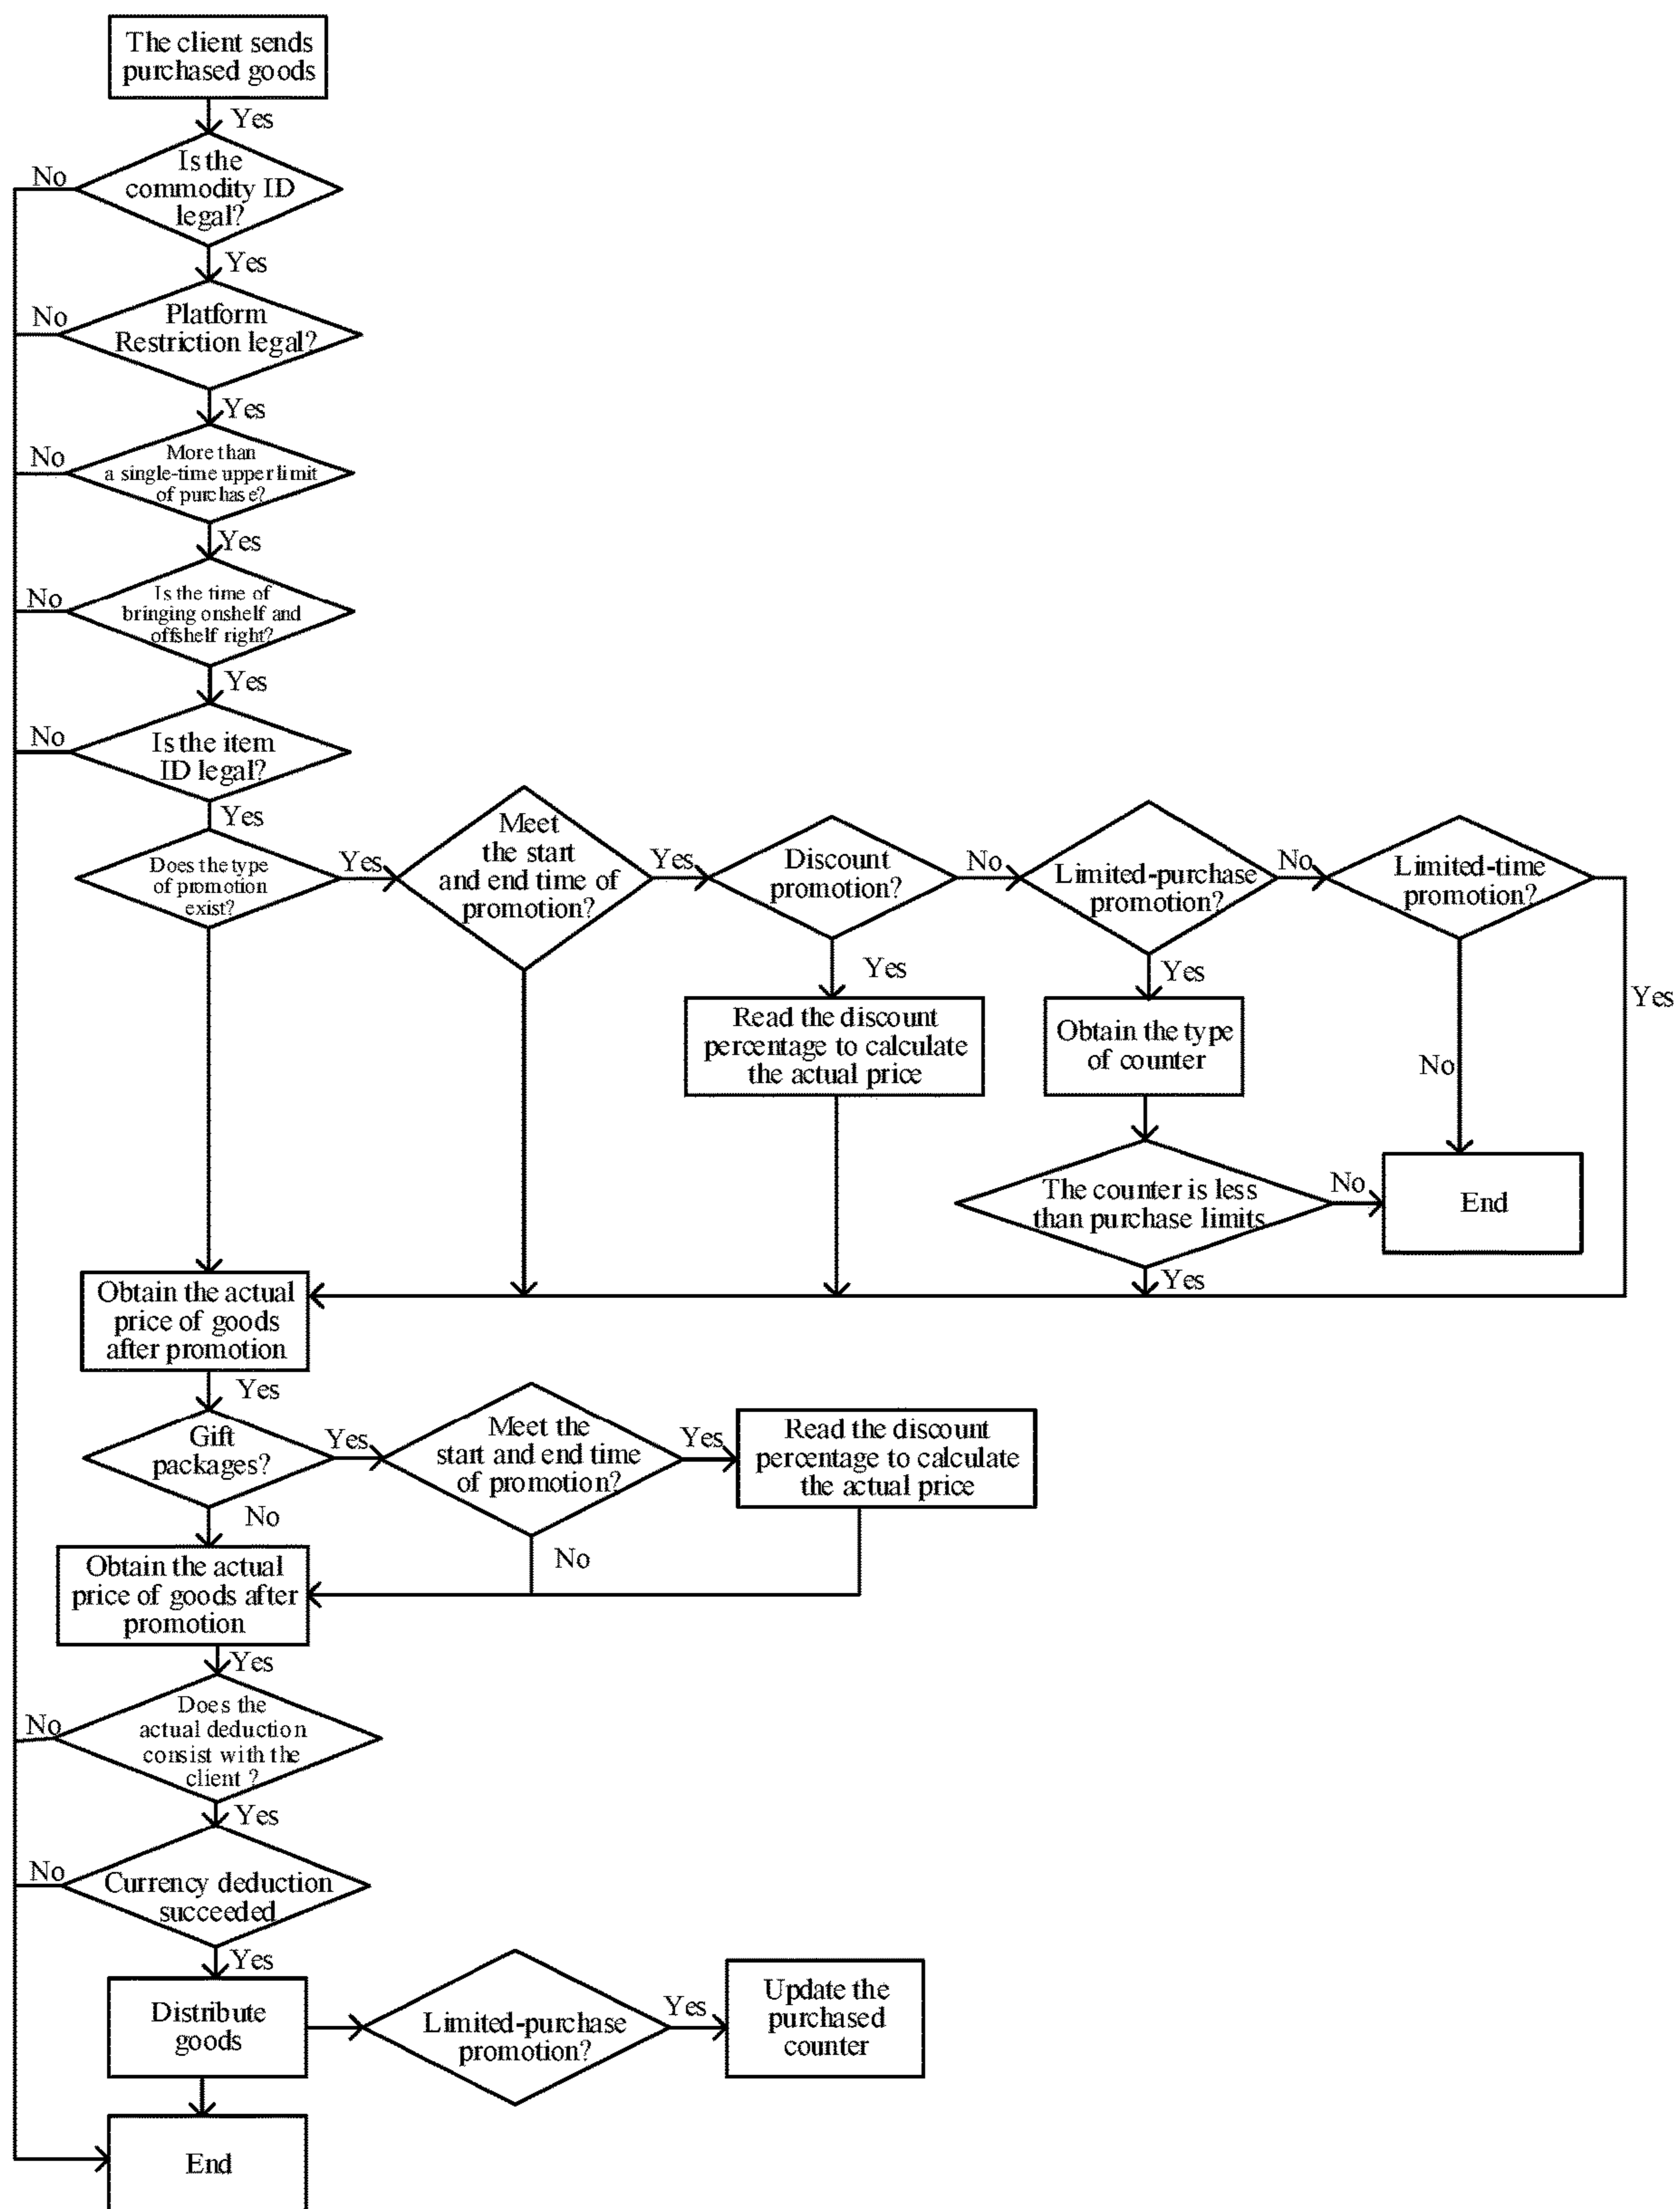 The client sends
purchased goods
Yes
Is the
commodity ID
legal?
No
Yes
Platform
Restriction legal?
No
Yes
More than
a single-time upper limit
of purchase?
No
Yes
Is the time of
bringing onshelf and
offshelf right?
No
Yes
Is the item
ID legal?
No
Yes
Does the type
of promotion
exist?
Yes
Meet
the start
and end time of
promotion?
Yes
Discount
promotion?
No
Limited-purchase
promotion?
No
Limited-time
promotion?
Yes
Yes
Read the discount
percentage to calculate
the actual price
Yes
Obtain the type
of counter
No
The counter is less
than purchase limits
No
End
Yes
Obtain the actual
price of goods
after promotion
Yes
Gift
packages?
Yes
Meet the
start and end time
of promotion?
Yes
Read the discount
percentage to calculate
the actual price
No
No
Obtain the actual
price of goods after
promotion
Yes
Does the
actual deduction
consist with the
client ?
No
Yes
Currency deduction
succeeded
No
Yes
Distribute
goods
Limited-purchase
promotion?
Yes
Update the
purchased
counter
End